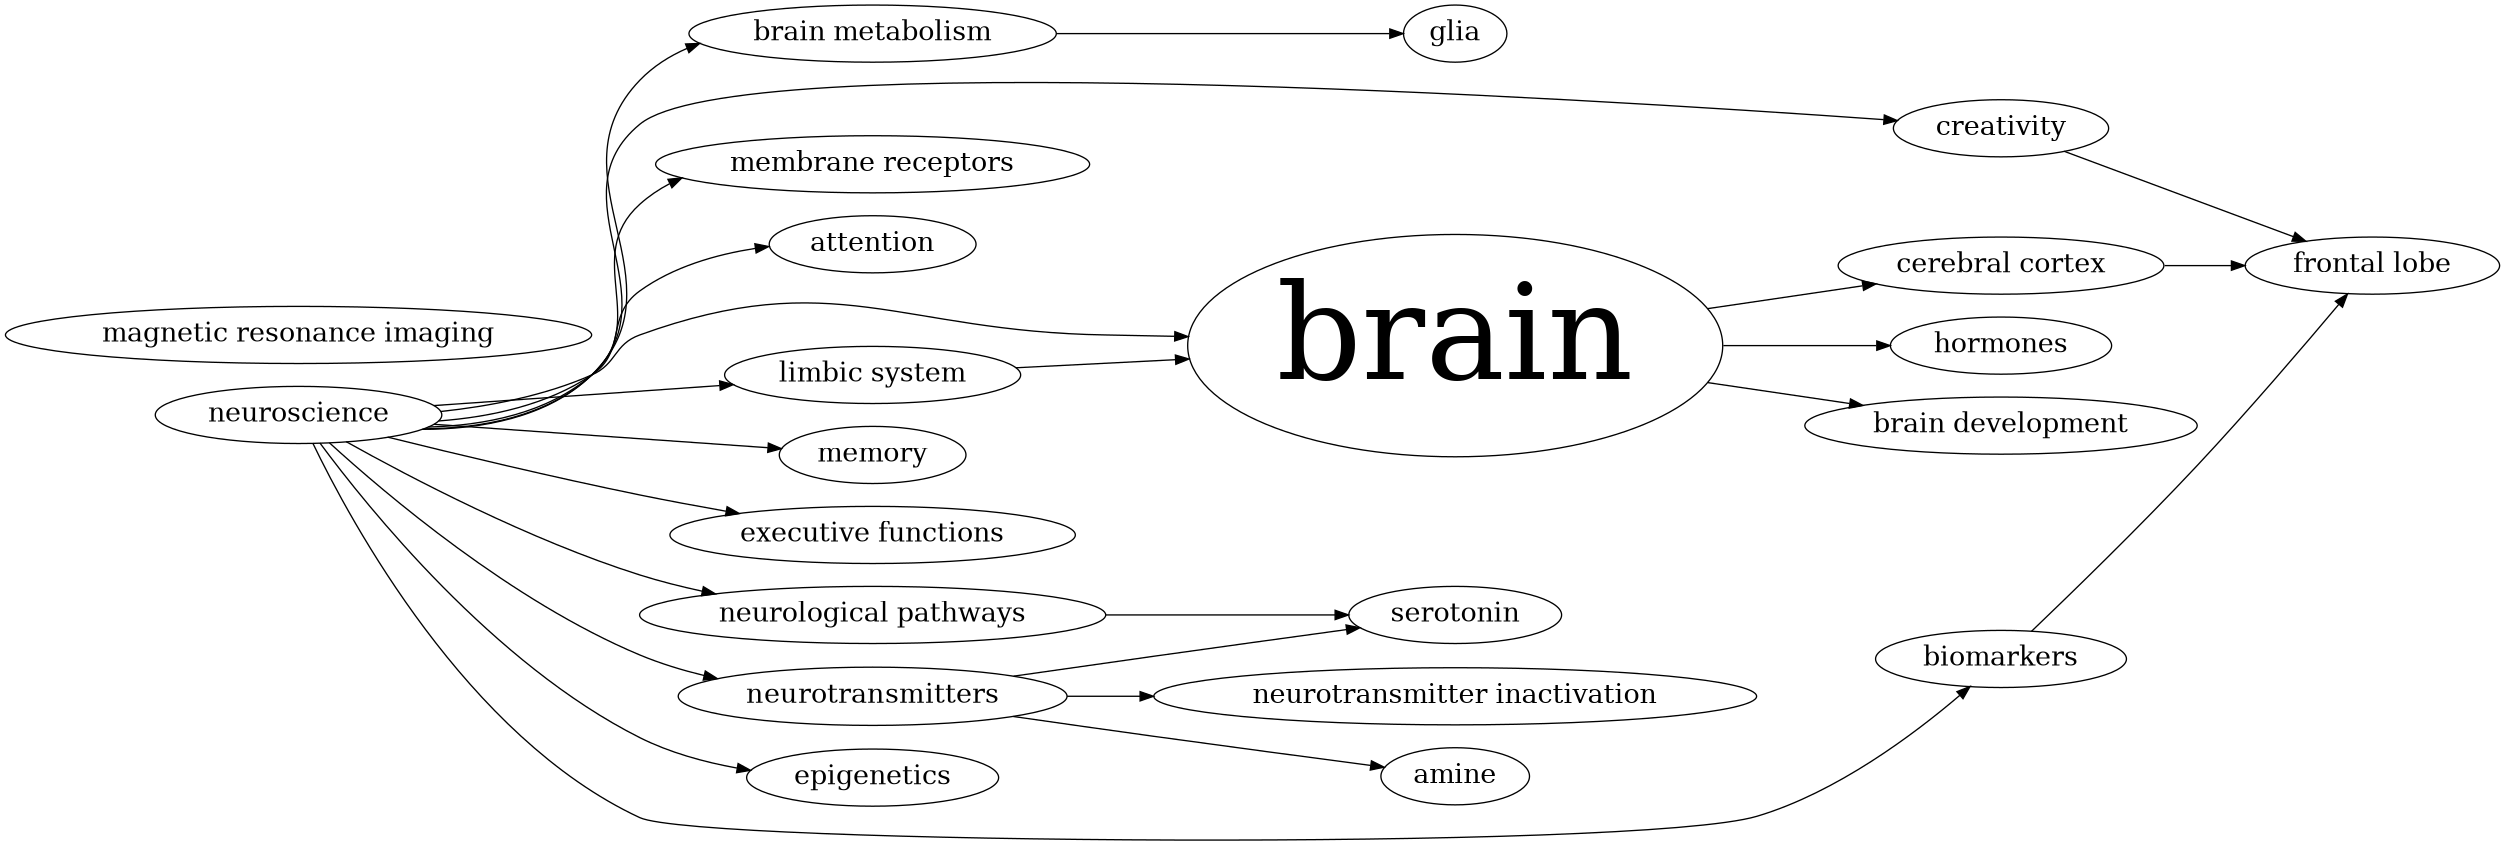 brain metabolism
glia
creativity
membrane receptors
attention
brain
cerebral cortex
frontal lobe
magnetic resonance imaging
hormones
limbic system
neuroscience
brain development
memory
executive functions
neurological pathways
serotonin
biomarkers
neurotransmitters
neurotransmitter inactivation
epigenetics
amine